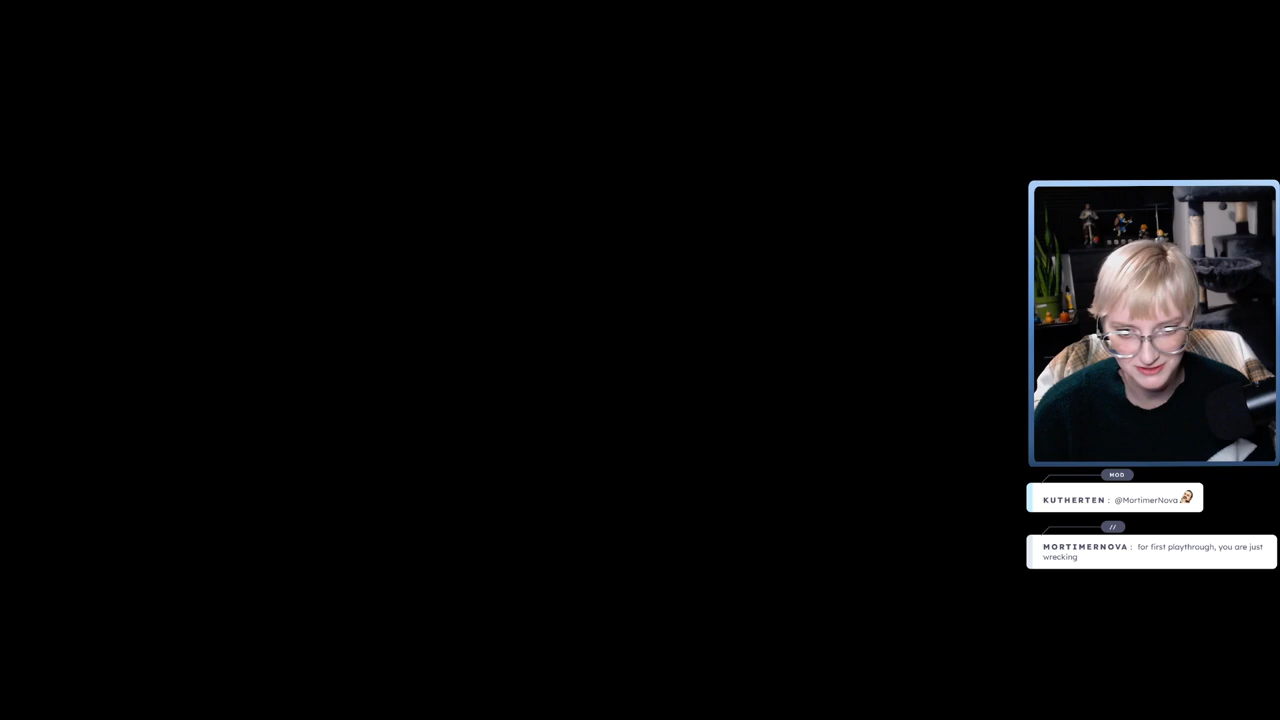 MOD
KUTHERTEN : @MortimerNova
//
MORTIMERNOVA : for first playthrough, you are just
wrecking